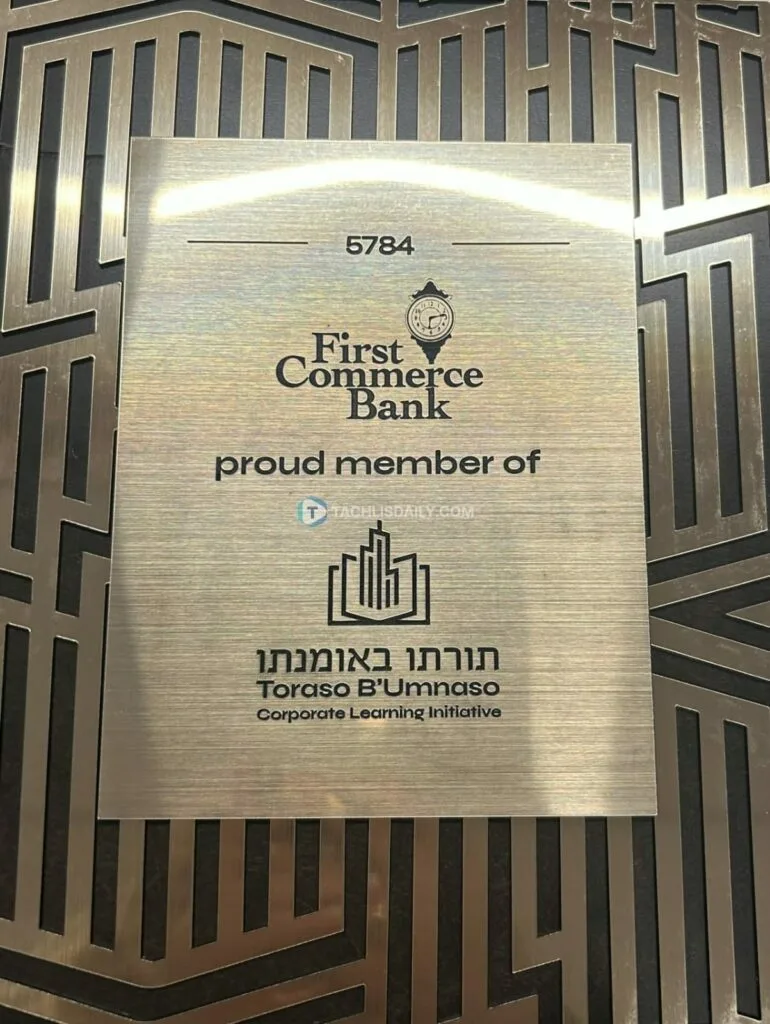 5784
First
Commerce
Bank
proud member of
TACHLISDAILY.COM
תורתו באומנתו
Toraso B'Umnaso
Corporate Learning Initiative